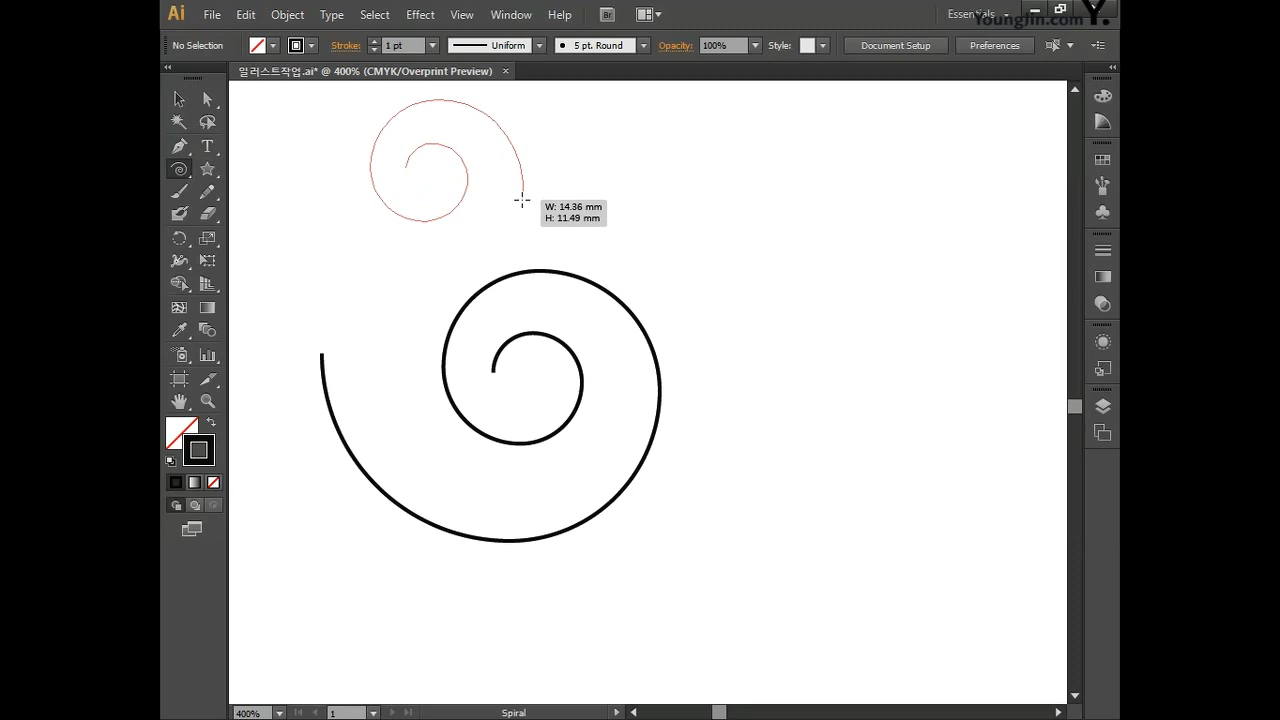 Ai File Edit Object Type Select Effect View Window Help Br Essentials
Younglin.com Y.
No Selection Stroke: 1 pt Uniform 5 pt. Round Opacity: 100% Style: Document Setup Preferences
일러스트작업.ai* @ 400% (CMYK/Overprint Preview) ×
T
W: 14.36 mm
H: 11.49 mm
400% 1 Spiral